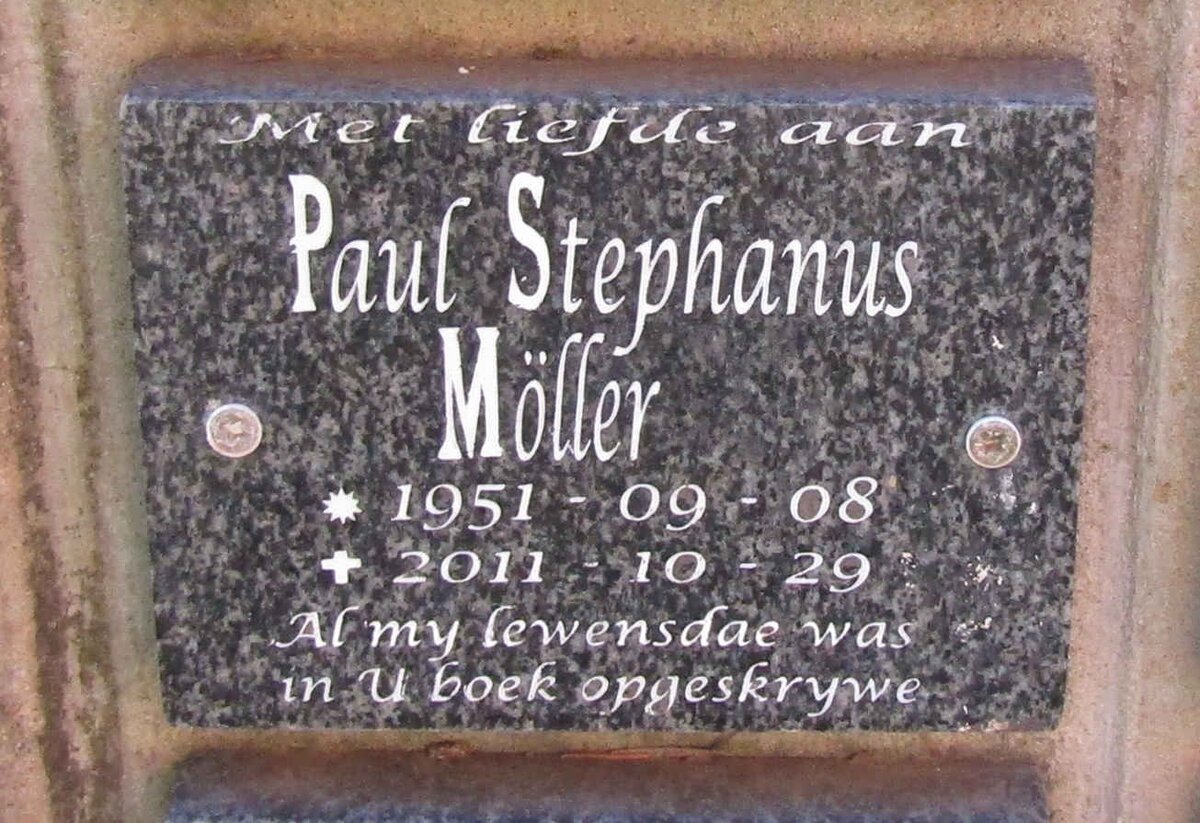 Met liefde aan
Paul Stephanus
Möller
* 1951 - 09 - 08
✝ 2011 - 10 - 29
Al my lewensdae was
in U boek opgeskrywe